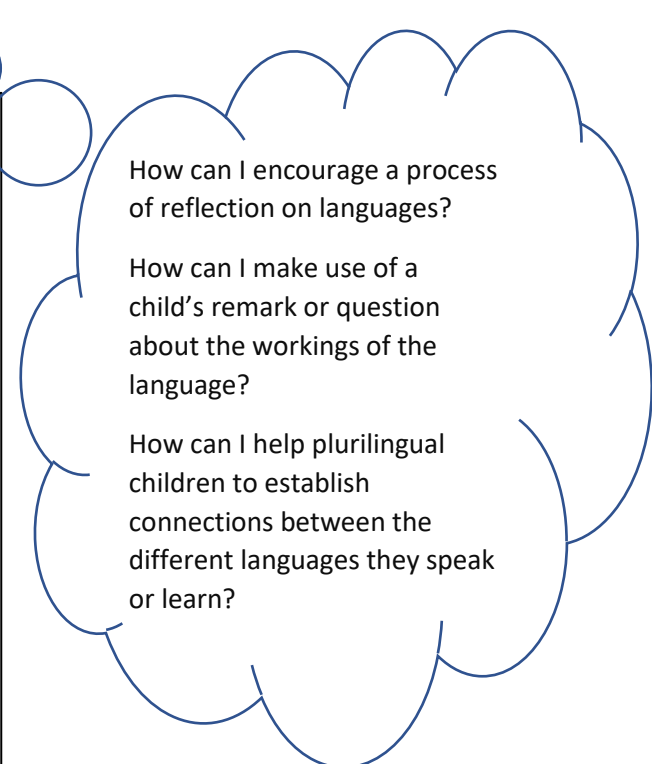 How can I encourage a process
of reflection on languages?
How can I make use of a
child’s remark or question
about the workings of the
language?
How can I help plurilingual
children to establish
connections between the
different languages they speak
or learn?